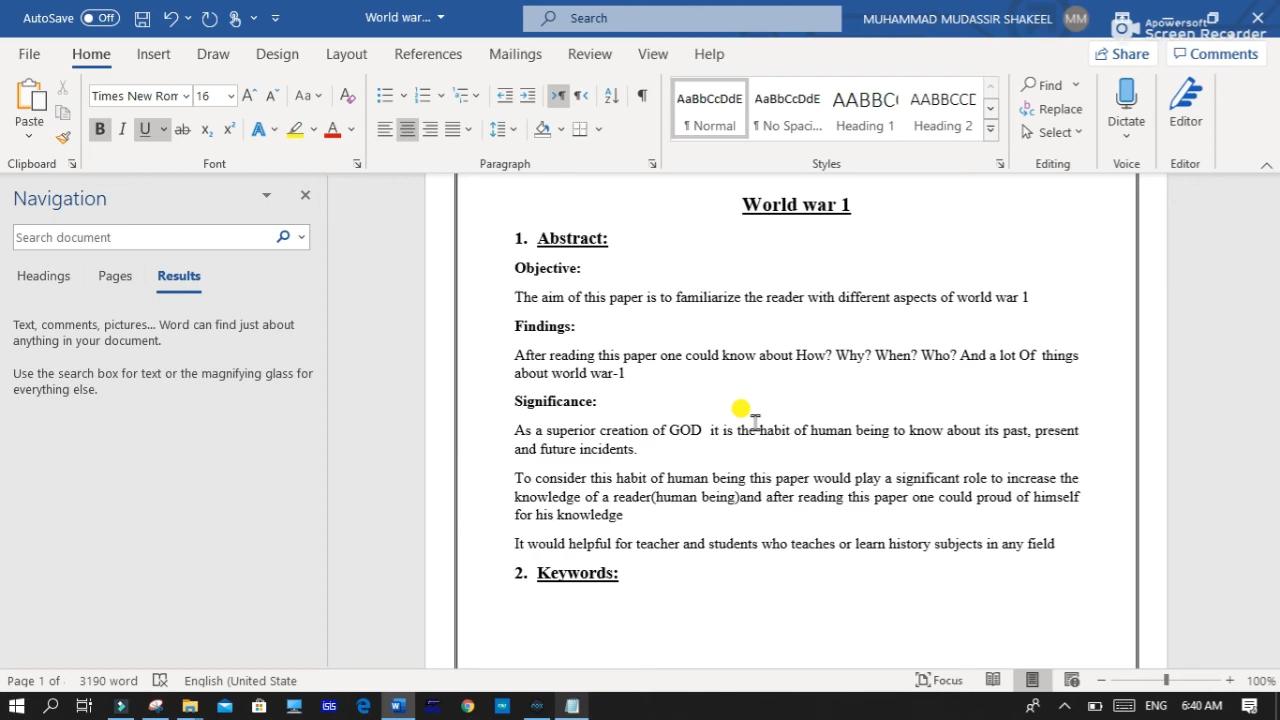 AutoSave Off World war... Search MUHAMMAD MUDASSIR SHAKEEL MM
Apowersoft
Screen Recorder
File Home Insert Draw Design Layout References Mailings Review View Help Share Comments
Paste Times New Rom 16 Aa AaBbCcDdE AaBbCcDdE AABBC AABBCCE Find
¶ Normal ¶ No Spaci... Heading 1 Heading 2 Replace
Select Dictate Editor
Clipboard Font Paragraph Styles Editing Voice Editor
Navigation
Search document
Headings Pages Results
Text, comments, pictures... Word can find just about
anything in your document.
Use the search box for text or the magnifying glass for
everything else.
World war 1
1. Abstract:
Objective:
The aim of this paper is to familiarize the reader with different aspects of world war 1
Findings:
After reading this paper one could know about How? Why? When? Who? And a lot Of things
about world war-1
Significance:
As a superior creation of GOD it is the habit of human being to know about its past, present
and future incidents.
To consider this habit of human being this paper would play a significant role to increase the
knowledge of a reader(human being)and after reading this paper one could proud of himself
for his knowledge
It would helpful for teacher and students who teaches or learn history subjects in any field
2. Keywords:
Page 1 of 3190 word English (United State Focus 100%
ENG 6:40 AM